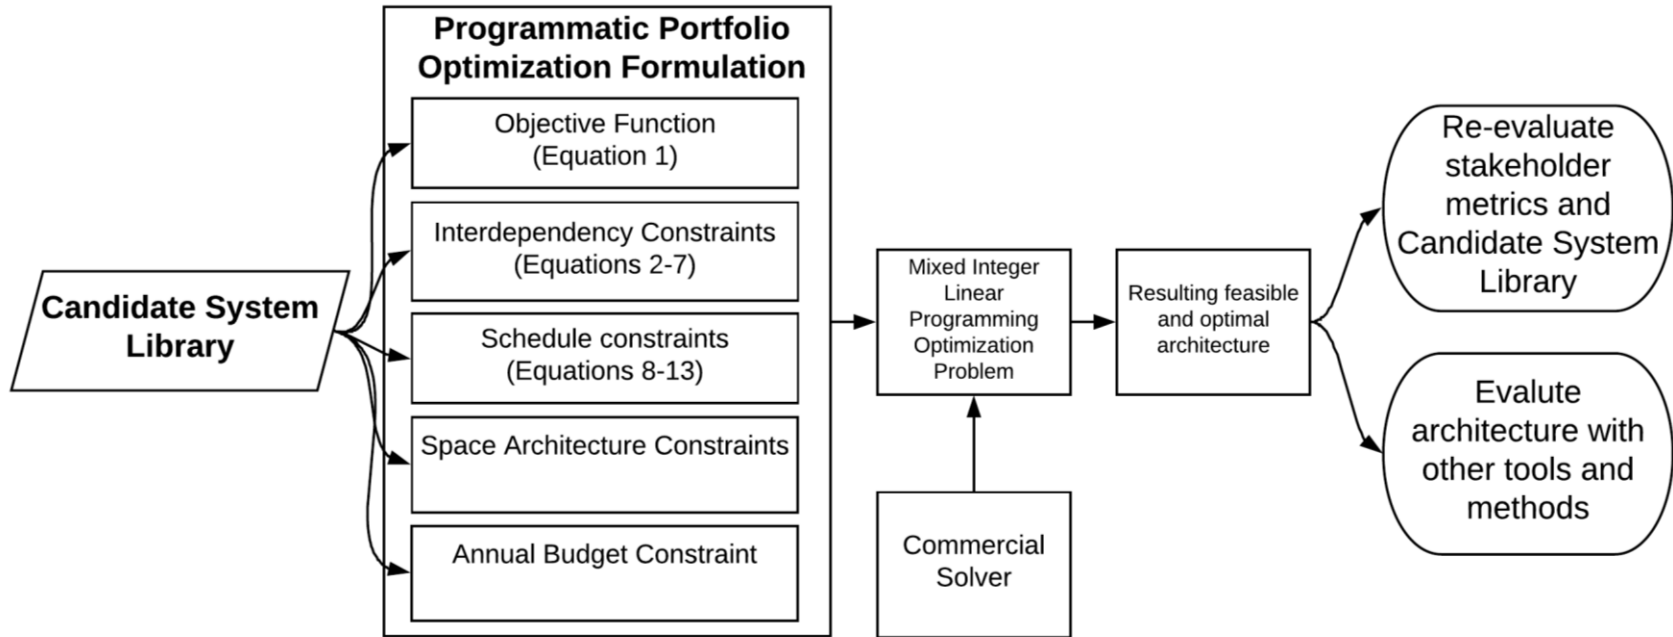 Candidate System
Library
Programmatic Portfolio
Optimization Formulation
Objective Function
(Equation 1)
Interdependency Constraints
(Equations 2-7)
Schedule constraints
(Equations 8-13)
Space Architecture Constraints
Annual Budget Constraint
Mixed Integer
Linear
Programming
Optimization
Problem
Commercial
Solver
Resulting feasible
and optimal
architecture
Re-evaluate
stakeholder
metrics and
Candidate System
Library
Evalute
architecture with
other tools and
methods